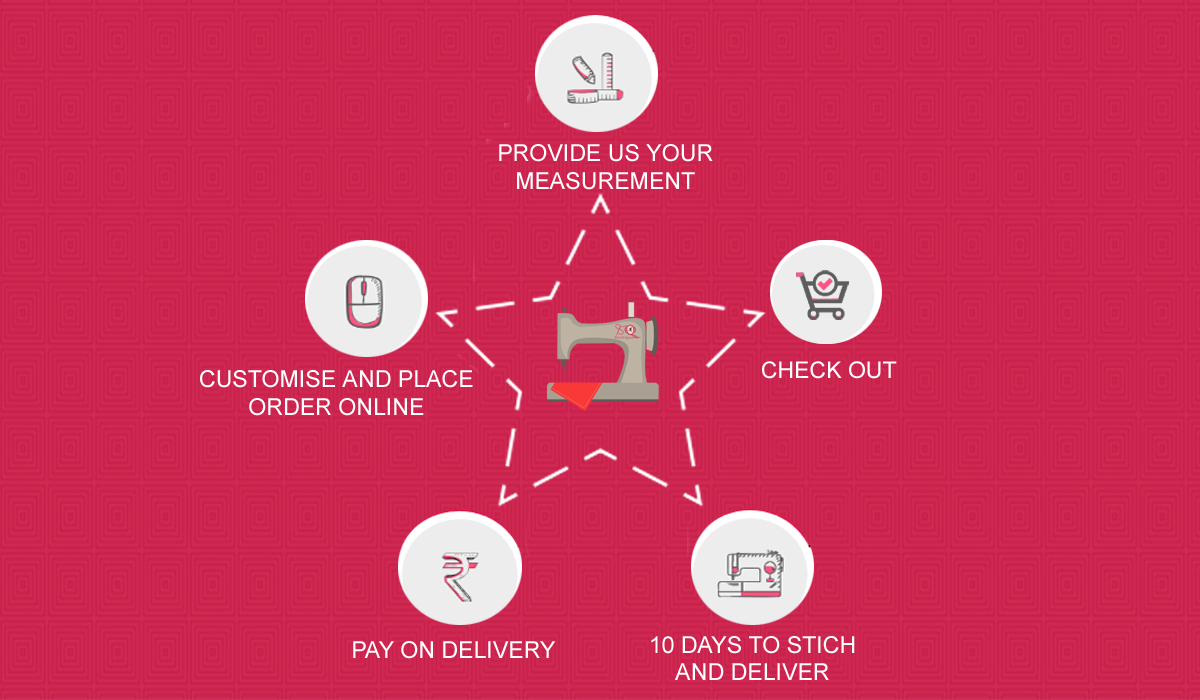 PROVIDE US YOUR
MEASUREMENT
CUSTOMISE AND PLACE
ORDER ONLINE
CHECK OUT
PAY ON DELIVERY
10 DAYS TO STICH
AND DELIVER